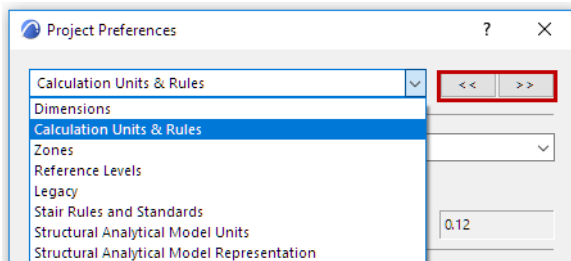 Project Preferences ? X
Calculation Units & Rules << >>
Dimensions
Calculation Units & Rules
Zones
Reference Levels
Legacy
Stair Rules and Standards
0.12
Structural Analytical Model Units
Structural Analytical Model Representation